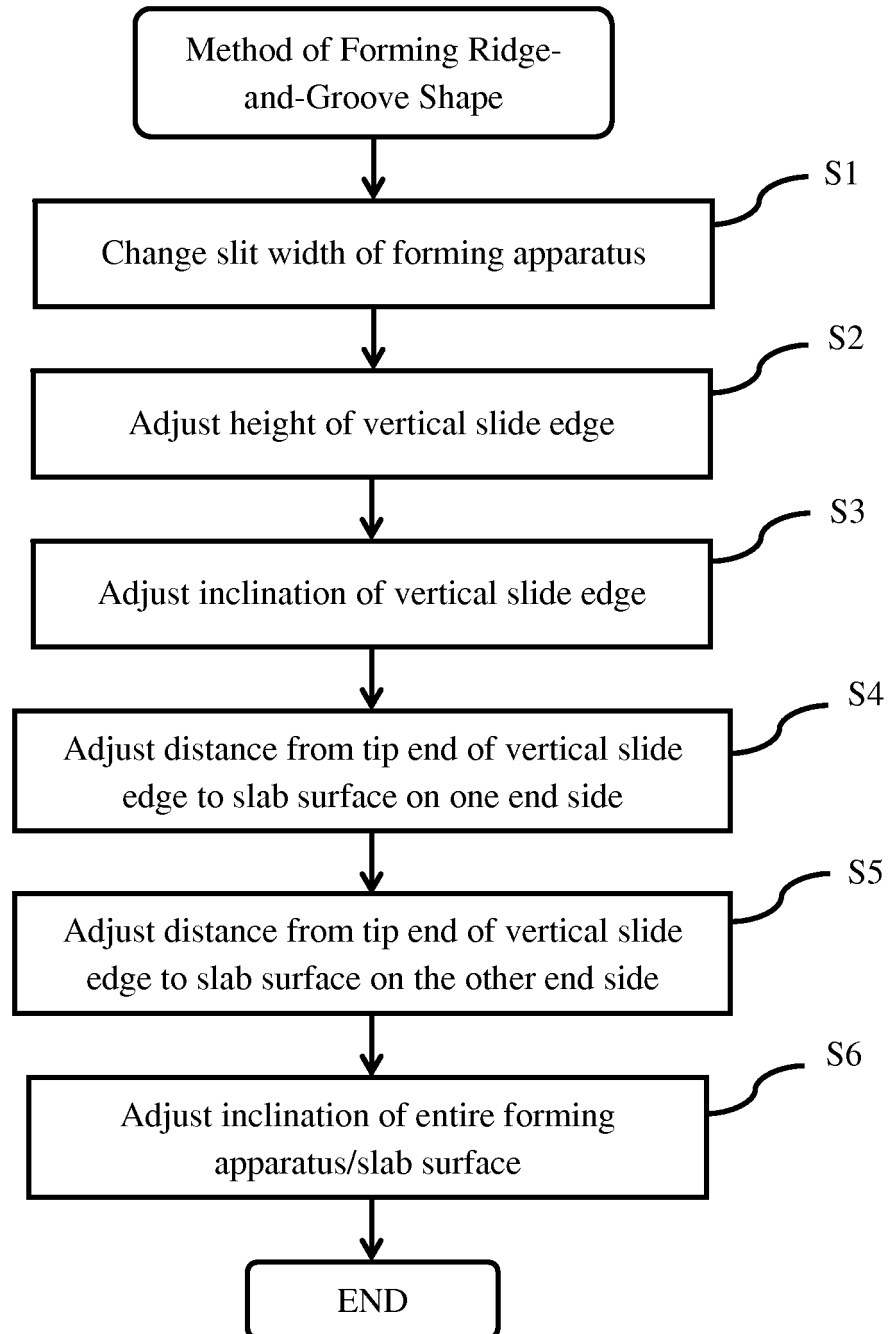 Method of Forming Ridge-
and-Groove Shape
S1
Change slit width of forming apparatus
S2
Adjust height of vertical slide edge
S3
Adjust inclination of vertical slide edge
S4
Adjust distance from tip end of vertical slide
edge to slab surface on one end side
S5
Adjust distance from tip end of vertical slide
edge to slab surface on the other end side
S6
Adjust inclination of entire forming
apparatus/slab surface
END